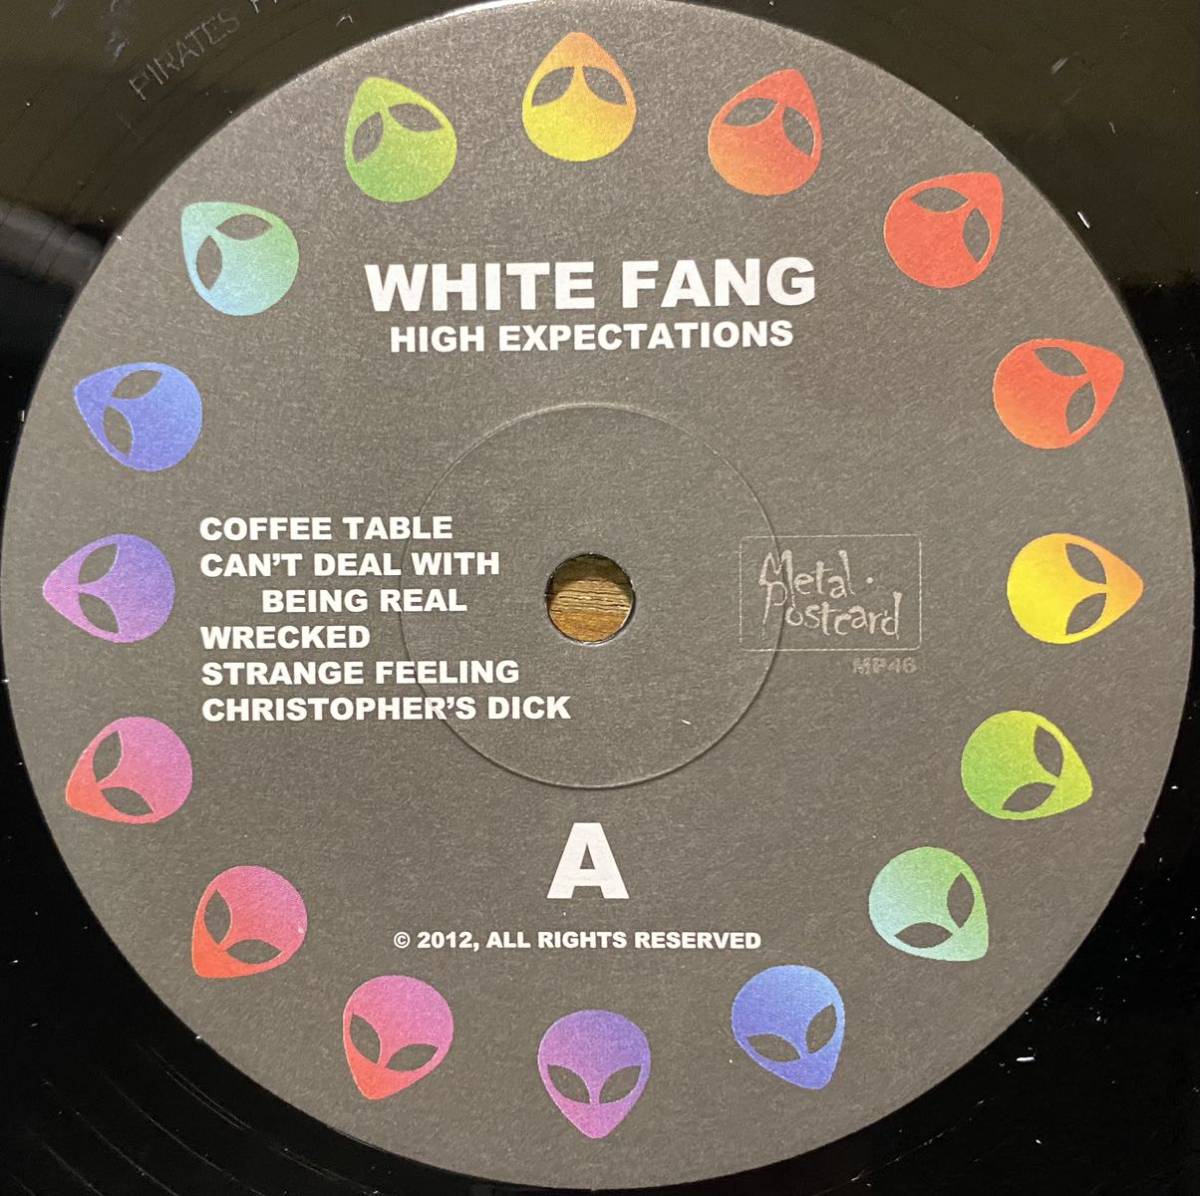 PIRATES
WHITE FANG
HIGH EXPECTATIONS
COFFEE TABLE
CAN'T DEAL WITH
BEING REAL
WRECKED
STRANGE FEELING
CHRISTOPHER'S DICK
Metal
Postcard
MP46
A
© 2012, ALL RIGHTS RESERVED